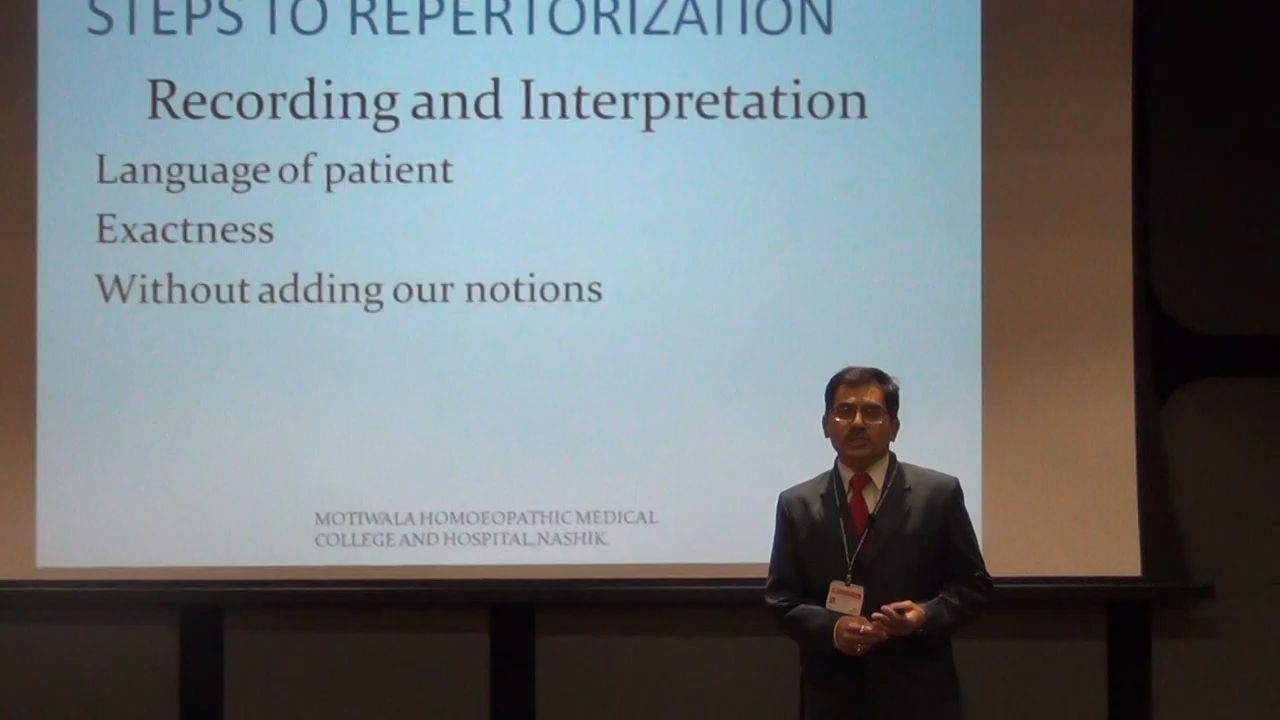 STEPS TO REPERTORIZATION
Recording and Interpretation
Language of patient
Exactness
Without adding our notions
MOTIWALA HOMOEOPATHIC MEDICAL
COLLEGE AND HOSPITAL,NASHIK.